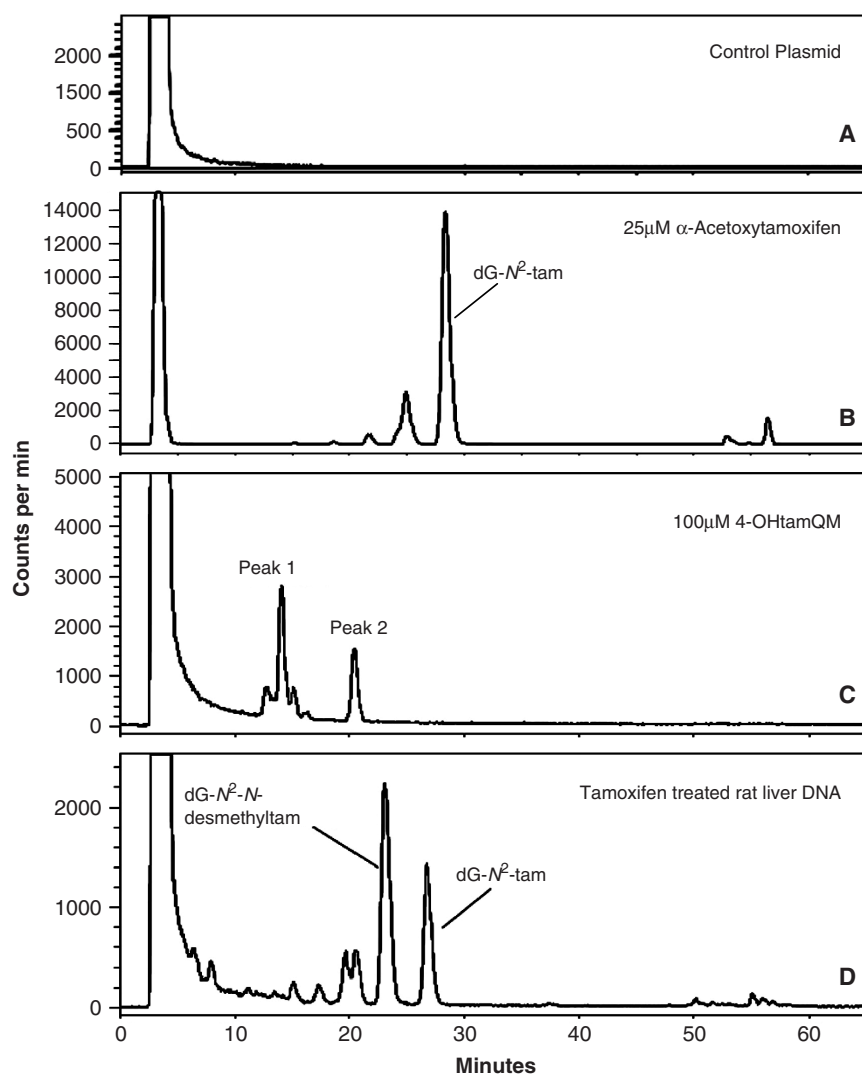 Counts per min
2000
1500
500
0
Control Plasmid
A
14000
12000
10000
8000
6000
4000
2000
0
25μM α-Acetoxytamoxifen
dG-N²-tam
B
5000
4000
3000
2000
1000
0
100μM 4-OHtamQM
Peak 1
Peak 2
C
2000
1000
0
dG-N²-N-
desmethyltam
Tamoxifen treated rat liver DNA
dG-N²-tam
D
0 10 20 30 40 50 60
Minutes